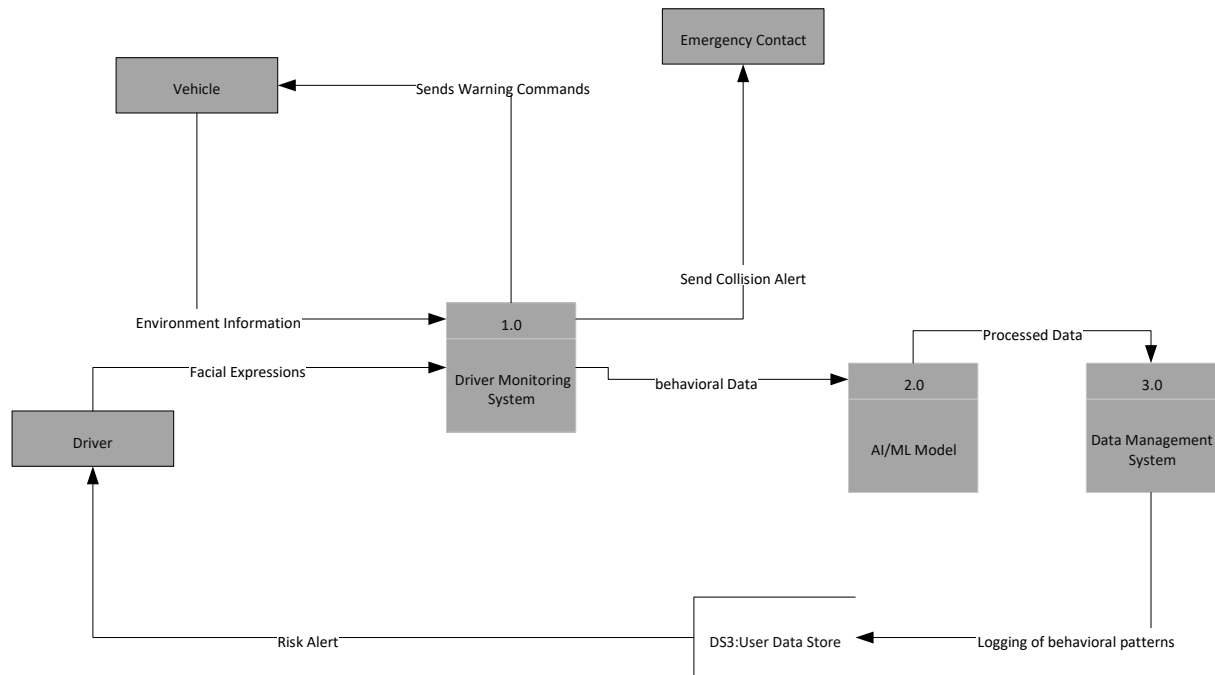 Emergency Contact
Vehicle
Sends Warning Commands
Send Collision Alert
Environment Information
1.0
Processed Data
Facial Expressions
Driver Monitoring
System
behavioral Data
2.0
3.0
Driver
AI/ML Model
Data Management
System
Risk Alert
DS3:User Data Store
Logging of behavioral patterns